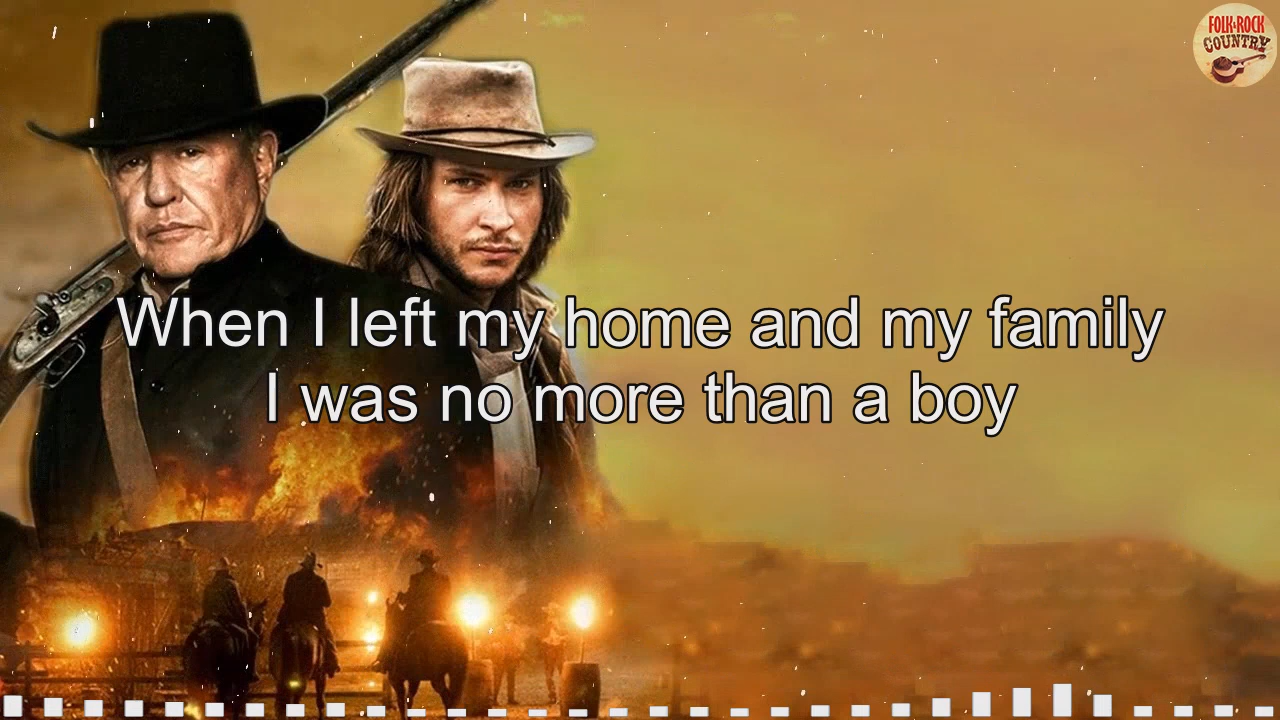 FOLK-ROCK
COUNTRY
When I left my home and my family
I was no more than a boy